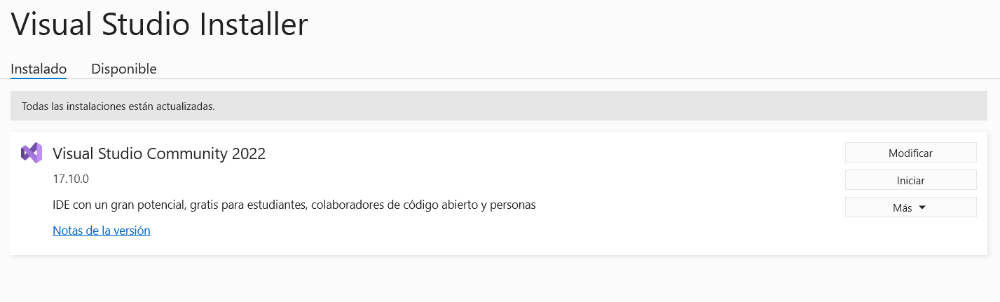 Visual Studio Installer
Instalado Disponible
Todas las instalaciones están actualizadas.
Visual Studio Community 2022
17.10.0
IDE con un gran potencial, gratis para estudiantes, colaboradores de código abierto y personas
Notas de la versión
Modificar
Iniciar
Más